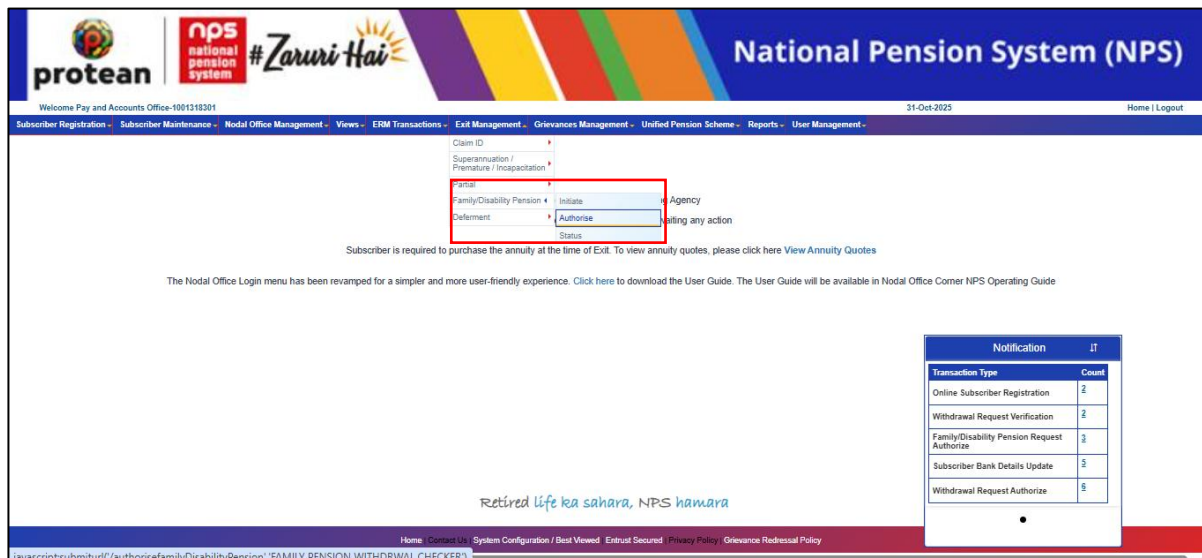 protean
nps
national
pension
system
#Zaruri Hai
National Pension System (NPS)
Welcome Pay and Accounts Office-1001318301
31-Oct-2025
Home | Logout
Subscriber Registration Subscriber Maintenance Nodal Office Management Views ERM Transactions Exit Management Grievances Management Unified Pension Scheme Reports User Management
Claim ID
Superannuation /
Premature / Incapacitation
Partial
Family/Disability Pension Initiate Agency
Deferment Authorise aiting any action
Status
Subscriber is required to purchase the annuity at the time of Exit. To view annuity quotes, please click here View Annuity Quotes
The Nodal Office Login menu has been revamped for a simpler and more user-friendly experience. Click here to download the User Guide. The User Guide will be available in Nodal Office Corner NPS Operating Guide
Notification
Transaction Type Count
Online Subscriber Registration 2
Withdrawal Request Verification 2
Family/Disability Pension Request
Authorize 3
Subscriber Bank Details Update 5
Withdrawal Request Authorize 6
Retired life ka sahara, NPS hamara
Home | Contact Us | System Configuration / Best Viewed | Entrust Secured | Privacy Policy | Grievance Redressal Policy
javascript:submiturl('/authorisefamilyDisabilityPension','FAMILY PENSION WITHDRWAL CHECKER')